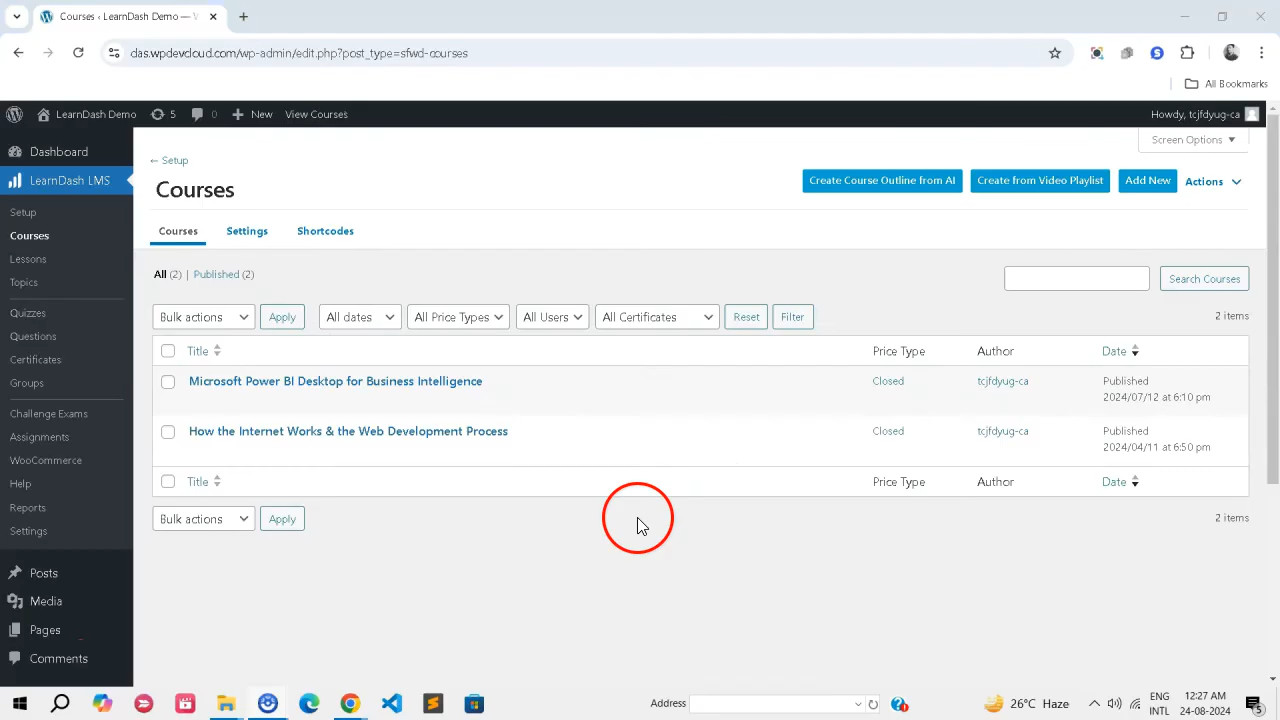 Courses ‹ LearnDash Demo — V
das.wpdevcloud.com/wp-admin/edit.php?post_type=sfwd-courses
All Bookmarks
LearnDash Demo 5 0 New View Courses Howdy, tcjfdyug-ca
Screen Options
Dashboard
LearnDash LMS
Setup
Courses
Lessons
Topics
Quizzes
Questions
Certificates
Groups
Challenge Exams
Assignments
WooCommerce
Help
Reports
Settings
Posts
Media
Pages
Comments
← Setup
Courses
Create Course Outline from AI Create from Video Playlist Add New Actions
Courses Settings Shortcodes
All (2) | Published (2)
Search Courses
Bulk actions Apply All dates All Price Types All Users All Certificates Reset Filter 2 items
Title Price Type Author Date
Microsoft Power BI Desktop for Business Intelligence Closed tcjfdyug-ca Published
2024/07/12 at 6:10 pm
How the Internet Works & the Web Development Process Closed tcjfdyug-ca Published
2024/04/11 at 6:50 pm
Title Price Type Author Date
Bulk actions Apply 2 items
Address 26°C Haze ENG 12:27 AM
INTL 24-08-2024 5